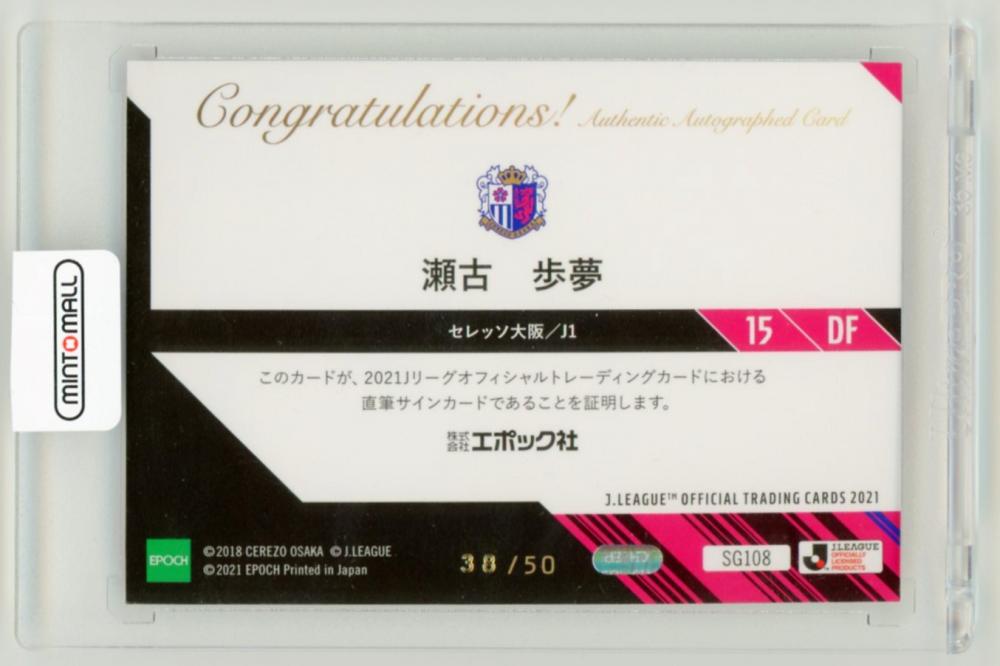 Congratulations! Authentic Autographed Card
瀬古 歩夢
セレッソ大阪/J1 15 DF
このカードが、2021Jリーグオフィシャルトレーディングカードにおける
直筆サインカードであることを証明します。
株式会社エポック社
J.LEAGUE™ OFFICIAL TRADING CARDS 2021
EPOCH
©2018 CEREZO OSAKA ©J.LEAGUE
©2021 EPOCH Printed in Japan
38/50
SG108
J.LEAGUE
OFFICIALLY
LICENSED
PRODUCTS
MINTOMALL